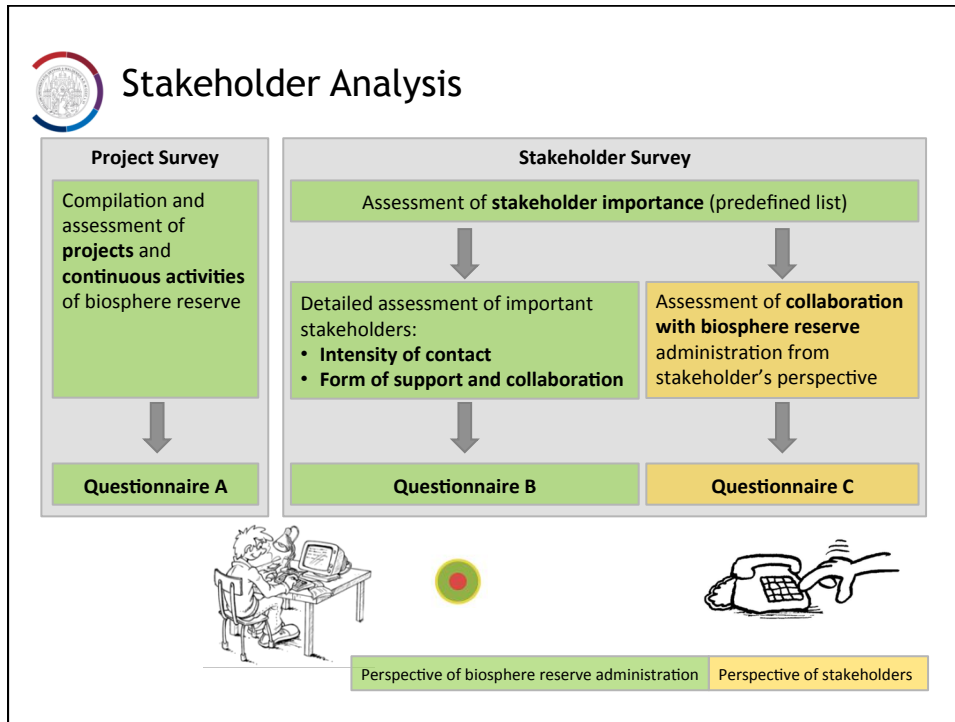 Stakeholder Analysis
Project Survey
Compilation and
assessment of
projects and
continuous activities
of biosphere reserve
Questionnaire A
Stakeholder Survey
Assessment of stakeholder importance (predefined list)
Detailed assessment of important
stakeholders:
• Intensity of contact
• Form of support and collaboration
Questionnaire B
Assessment of collaboration
with biosphere reserve
administration from
stakeholder's perspective
Questionnaire C
Perspective of biosphere reserve administration
Perspective of stakeholders